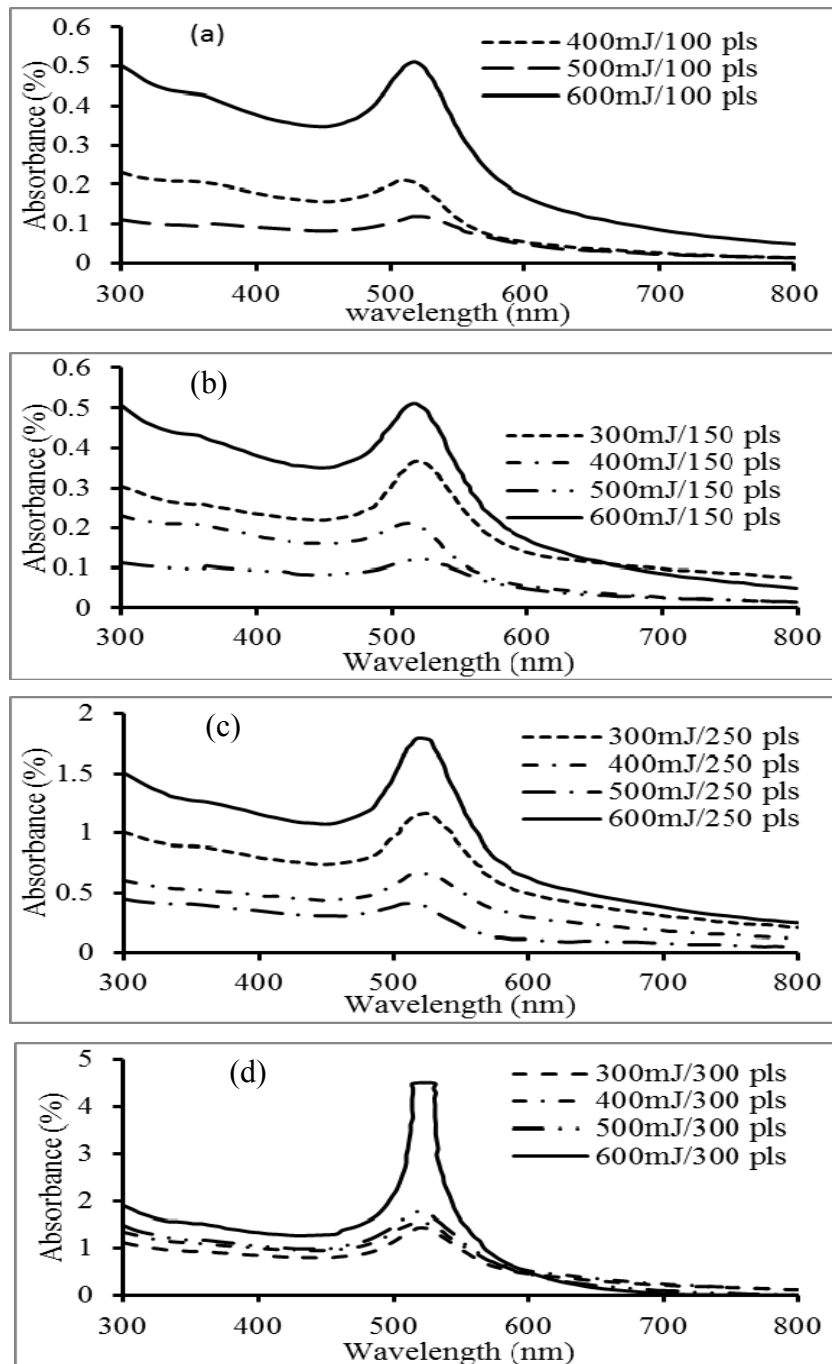 (a)
400mJ/100 pls
500mJ/100 pls
600mJ/100 pls
Absorbance (%)
0.6
0.5
0.4
0.3
0.2
0.1
0
300 400 500 600 700 800
wavelength (nm)
(b)
300mJ/150 pls
400mJ/150 pls
500mJ/150 pls
600mJ/150 pls
Absorbance (%)
0.6
0.5
0.4
0.3
0.2
0.1
0
300 400 500 600 700 800
Wavelength (nm)
(c)
300mJ/250 pls
400mJ/250 pls
500mJ/250 pls
600mJ/250 pls
Absorbance (%)
2
1.5
1
0.5
0
300 400 500 600 700 800
Wavelength (nm)
(d)
300mJ/300 pls
400mJ/300 pls
500mJ/300 pls
600mJ/300 pls
Absorbance (%)
5
4
3
2
1
0
300 400 500 600 700 800
Wavelength (nm)